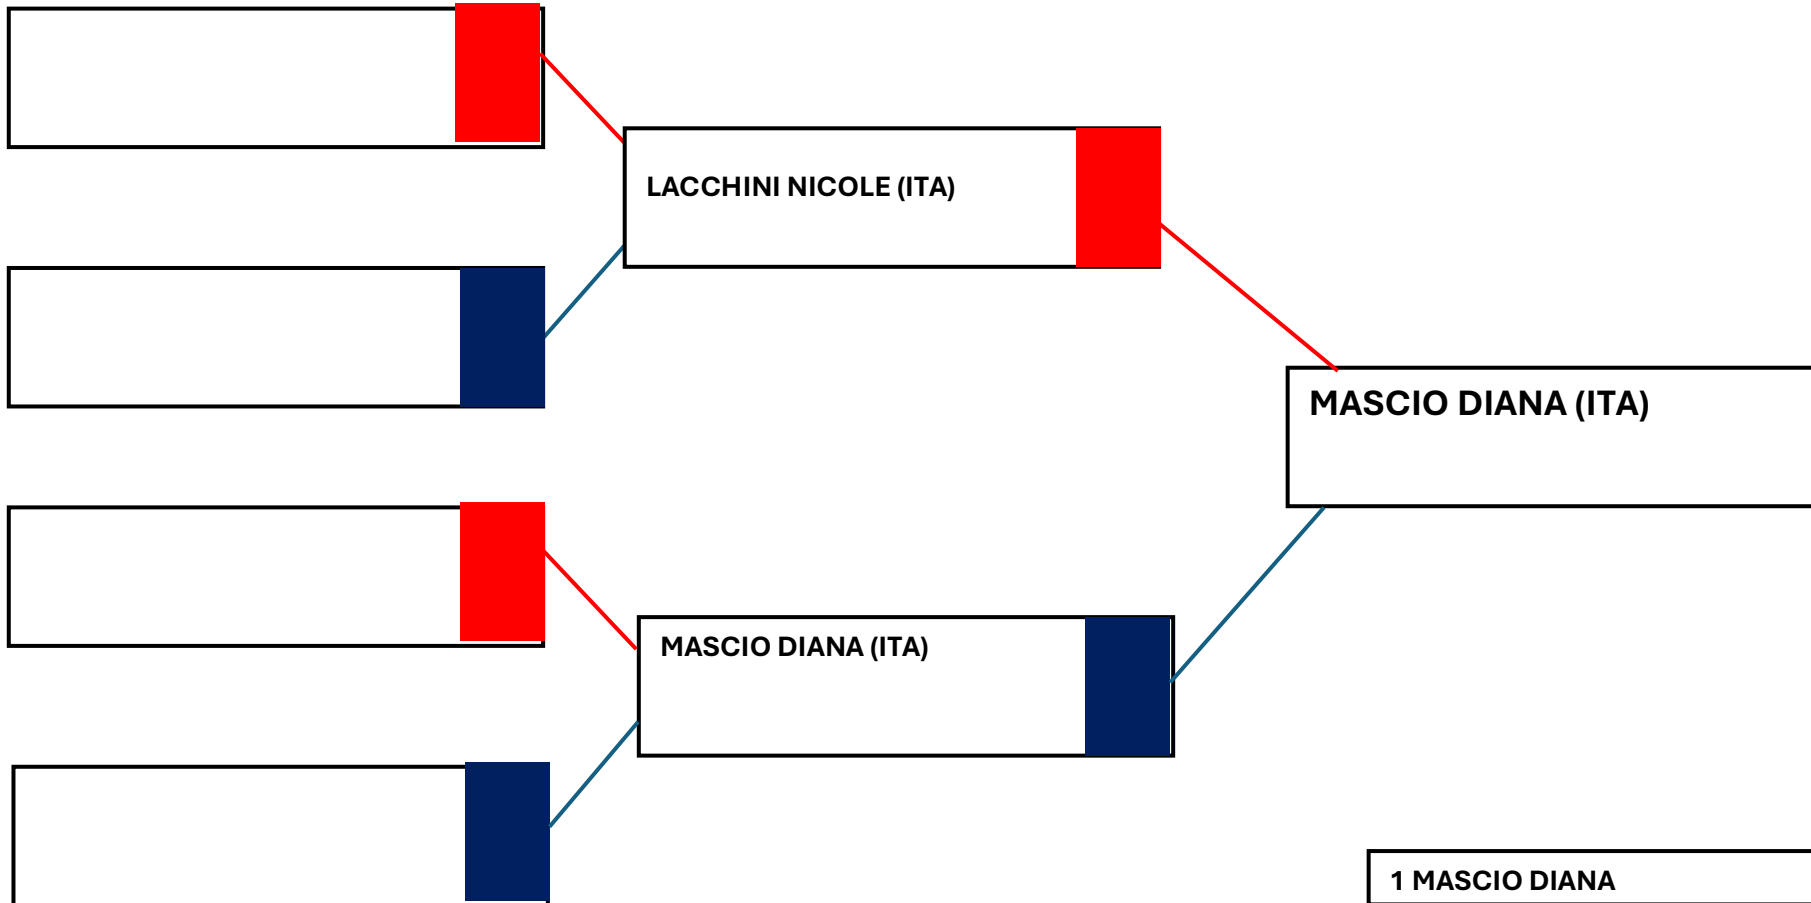 LACCHINI NICOLE (ITA)
MASCIO DIANA (ITA)
MASCIO DIANA (ITA)
1 MASCIO DIANA